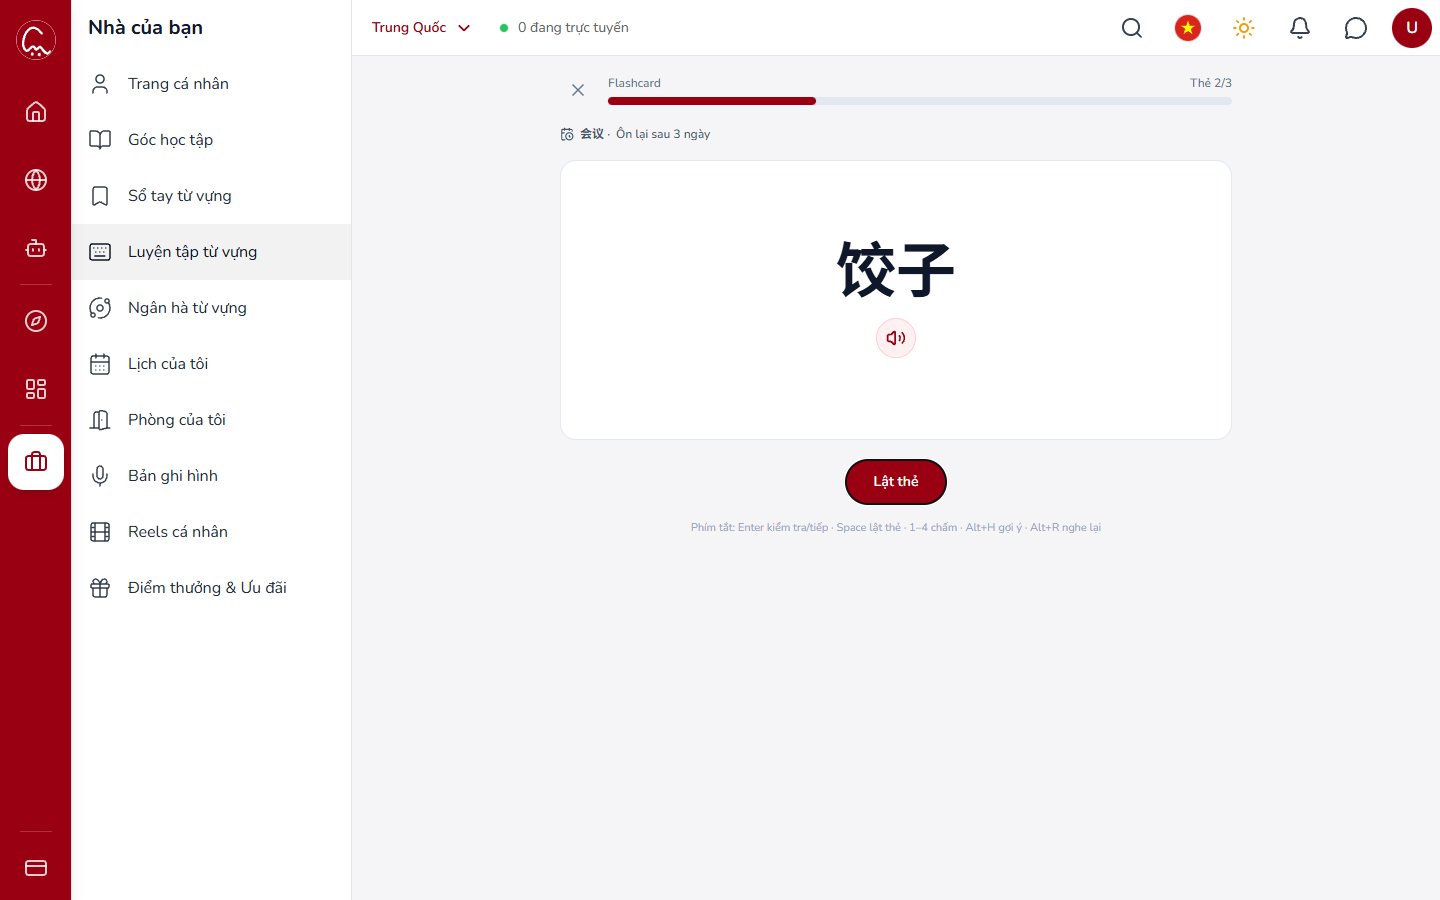 Nhà của bạn
Trang cá nhân
Góc học tập
Sổ tay từ vựng
Luyện tập từ vựng
Ngân hà từ vựng
Lịch của tôi
Phòng của tôi
Bản ghi hình
Reels cá nhân
Điểm thưởng & Ưu đãi
Trung Quốc
0 đang trực tuyến
U
Flashcard
Thẻ 2/3
会议 · Ôn lại sau 3 ngày
饺子
Lật thẻ
Phím tắt: Enter kiểm tra/tiếp · Space lật thẻ · 1–4 chấm · Alt+H gợi ý · Alt+R nghe lại